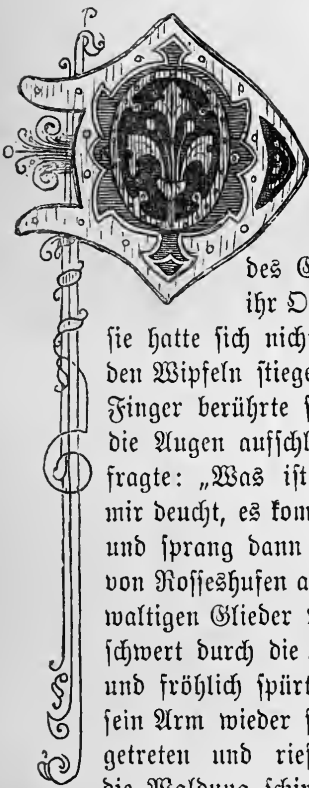 D
des G
ihr O
sie hatte sich nich
den Wipfeln stiege
Finger berührte s
die Augen aufschl
fragte: „Was ist
mir deucht, es kom
und sprang dann
von Rosseshufen a
waltigen Glieder
schwert durch die
und fröhlich spürt
sein Arm wieder s
getreten und rief
die Waldung